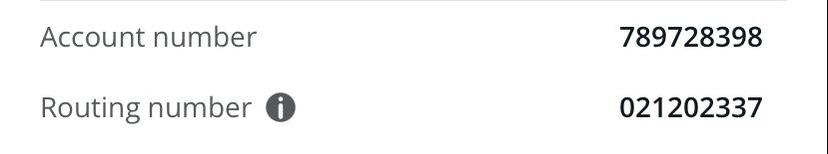 Account number 789728398
Routing number i 021202337